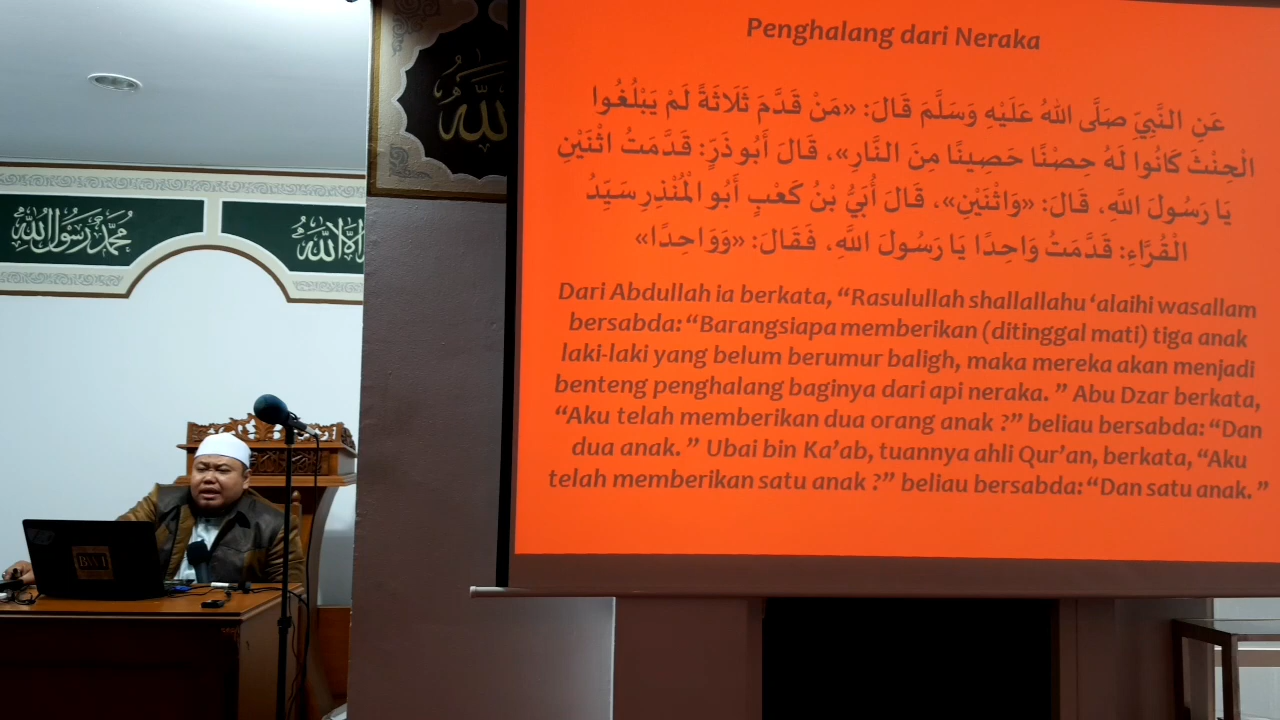 Penghalang dari Neraka
عَنِ النَّبِيِّ صَلَّى اللهُ عَلَيْهِ وَسَلَّمَ قَالَ: «مَنْ قَدَّمَ ثَلَاثَةً لَمْ يَبْلُغُوا
الْحِنْثَ كَانُوا لَهُ حِصْنًا حَصِينًا مِنَ النَّارِ»، قَالَ أَبُو ذَرٍّ: قَدَّمَتُ اثْنَيْنِ
يَا رَسُولَ اللَّهِ، قَالَ: «وَاثْنَيْنِ»، قَالَ أُبَيُّ بْنُ كَعْبٍ أَبُو الْمُنْذِرِ سَيِّدُ
الْقُرَّاءِ: قَدَّمَتُ وَاحِدًا يَا رَسُولَ اللَّهِ، فَقَالَ: «وَوَاحِدًا»
Dari Abdullah ia berkata, “Rasulullah shallallahu ‘alaihi wasallam
bersabda: “Barangsiapa memberikan (ditinggal mati) tiga anak
laki-laki yang belum berumur baligh, maka mereka akan menjadi
benteng penghalang baginya dari api neraka. ” Abu Dzar berkata,
“Aku telah memberikan dua orang anak ?” beliau bersabda: “Dan
dua anak. ” Ubai bin Ka’ab, tuannya ahli Qur’an, berkata, “Aku
telah memberikan satu anak ?” beliau bersabda: “Dan satu anak. ”
الله
محمد رسول الله